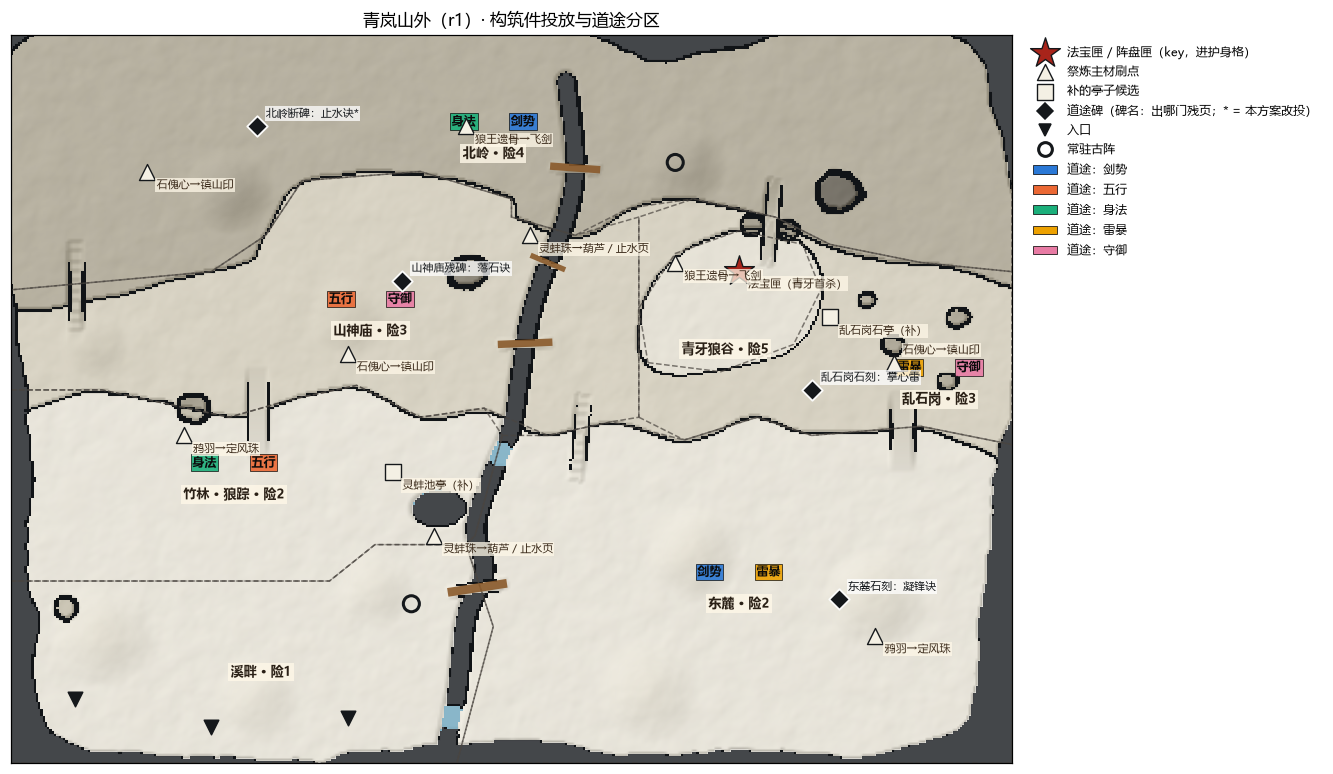 青岚山外（r1）· 构筑件投放与道途分区
法宝匣 / 阵盘匣（key，进护身格）
祭炼主材刷点
补的亭子候选
道途碑（碑名：出哪门残页；* = 本方案改投）
入口
常驻古阵
道途：剑势
道途：五行
道途：身法
道途：雷暴
道途：守御
北岭断碑：止水诀*
身法
剑势
狼王遗骨→飞剑
北岭·险4
石傀心→镇山印
灵蚌珠→葫芦 / 止水页
山神庙残碑：落石诀
狼王遗骨→飞剑
法宝匣（青牙首杀）
五行
守御
山神庙·险3
乱石岗石亭（补）
青牙狼谷·险5
石傀心→镇山印
石傀心→镇山印
雷暴
守御
乱石岗石刻：掌心雷
乱石岗·险3
鸦羽→定风珠
身法
五行
竹林·狼踪·险2
灵蚌池亭（补）
灵蚌珠→葫芦 / 止水页
剑势
雷暴
东麓·险2
东麓石刻：凝锋诀
鸦羽→定风珠
溪畔·险1